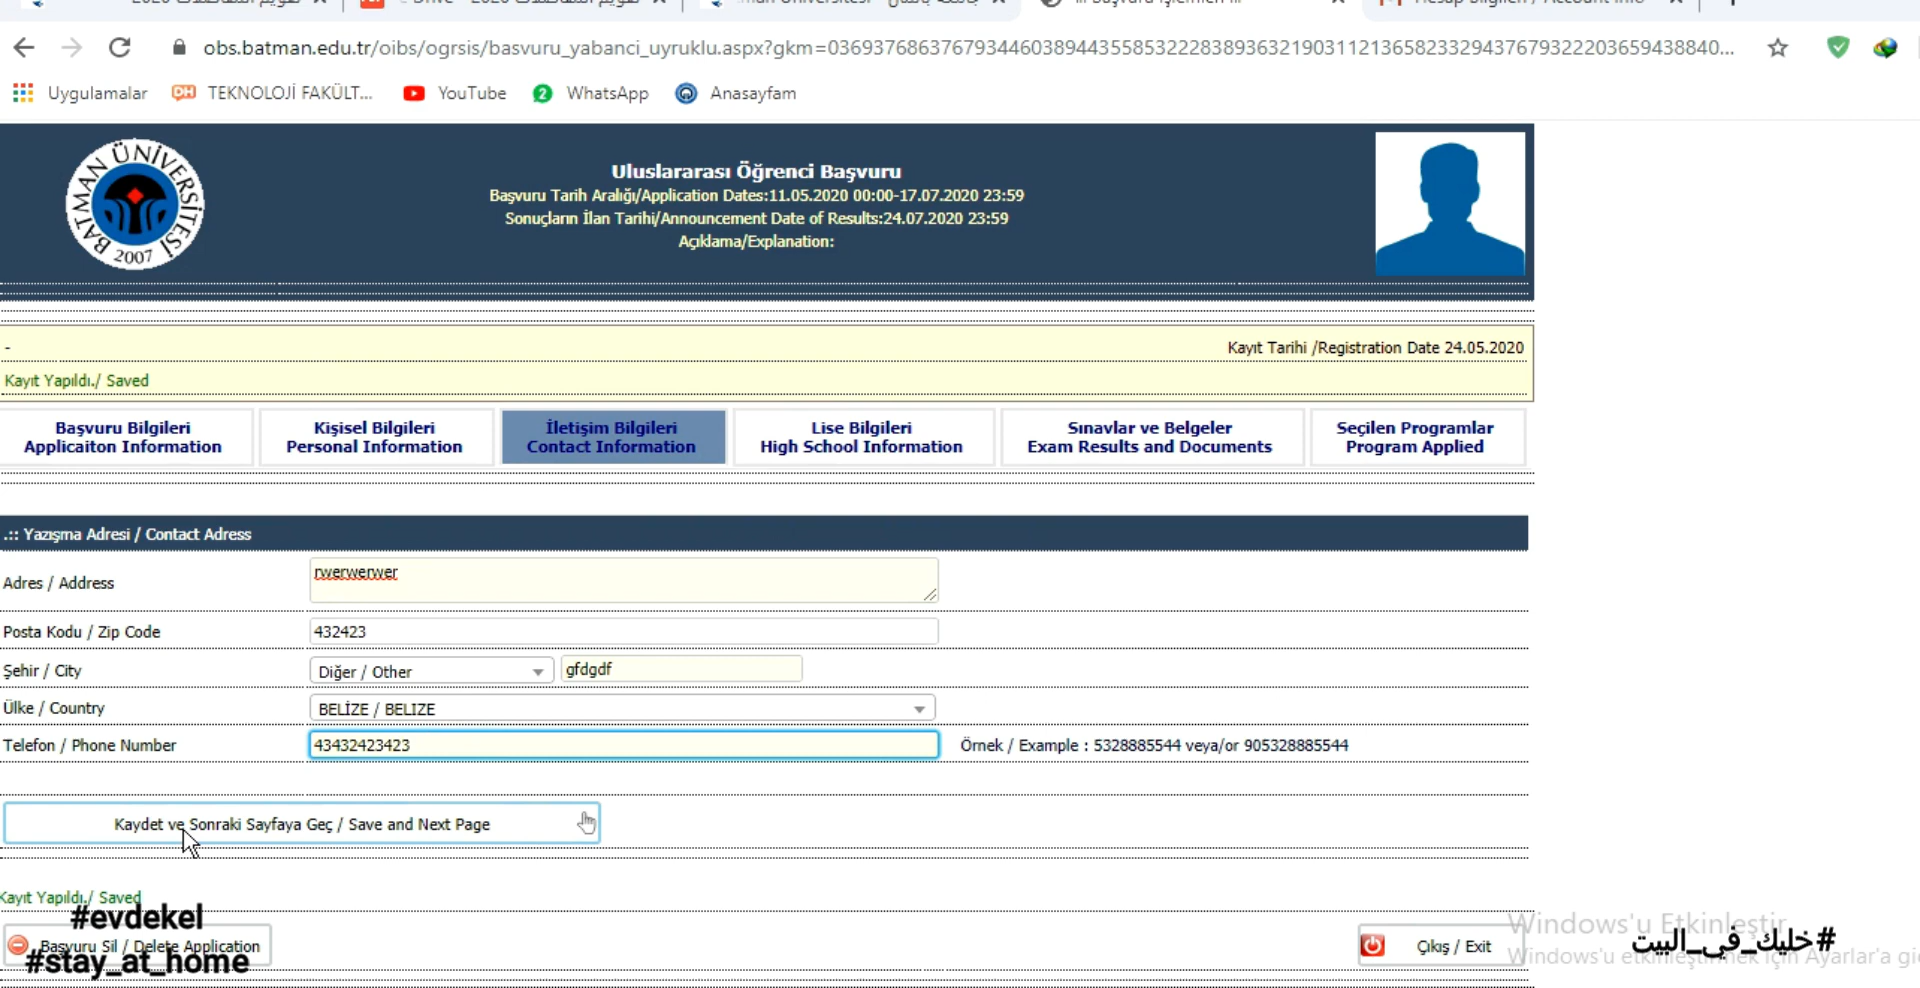 obs.batman.edu.tr/oibs/ogrsis/basvuru_yabanci_uyruklu.aspx?gkm=
Uygulamalar
TEKNOLOJİ FAKÜLT...
YouTube
2 WhatsApp
Anasayfam
BATMAN ÜNİVERSİTESİ
2007
Uluslararası Öğrenci Başvuru
Başvuru Tarih Aralığı/Application Dates:11.05.2020 00:00-17.07.2020 23:59
Sonuçların İlan Tarihi/Announcement Date of Results:24.07.2020 23:59
Açıklama/Explanation:
-
Kayıt Tarihi /Registration Date 24.05.2020
Kayıt Yapıldı./ Saved
Başvuru Bilgileri
Applicaiton Information
Kişisel Bilgileri
Personal Information
İletişim Bilgileri
Contact Information
Lise Bilgileri
High School Information
Sınavlar ve Belgeler
Exam Results and Documents
Seçilen Programlar
Program Applied
.:: Yazışma Adresi / Contact Adress
Adres / Address
rwerwerwer
Posta Kodu / Zip Code
432423
Şehir / City
Diğer / Other
gfdgdf
Ülke / Country
BELİZE / BELIZE
Telefon / Phone Number
43432423423
Örnek / Example : 5328885544 veya/or 905328885544
Kaydet ve Sonraki Sayfaya Geç / Save and Next Page
Kayıt Yapıldı./ Saved
#evdekel
Başvuru Sil / Delete Application
#stay_at_home
Çıkış / Exit
Windows'u Etkinleştir
#خليك_في_البيت
Windows'u etkinleştirmek için Ayarlar'a